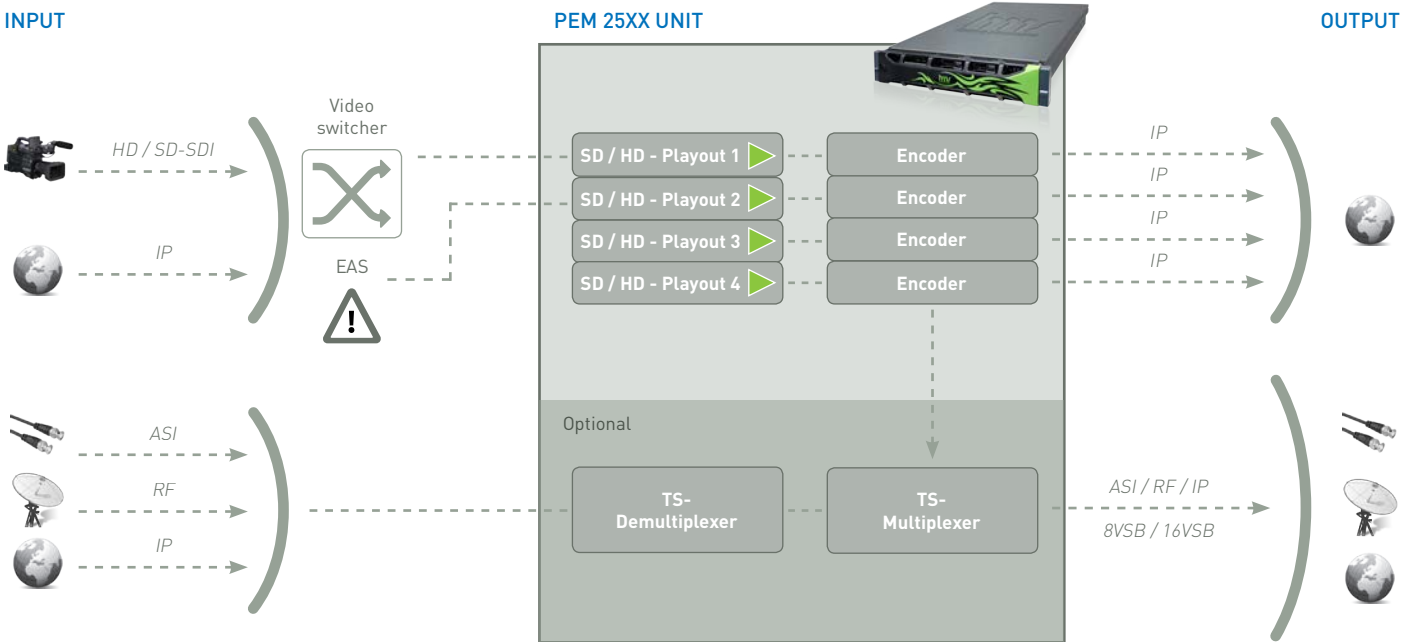 INPUT
PEM 25XX UNIT
OUTPUT
Video
switcher
HD / SD-SDI
IP
EAS
!
SD / HD - Playout 1
Encoder
IP
SD / HD - Playout 2
Encoder
IP
SD / HD - Playout 3
Encoder
IP
SD / HD - Playout 4
Encoder
IP
Optional
ASI
RF
IP
TS-
Demultiplexer
TS-
Multiplexer
ASI / RF / IP
8VSB / 16VSB